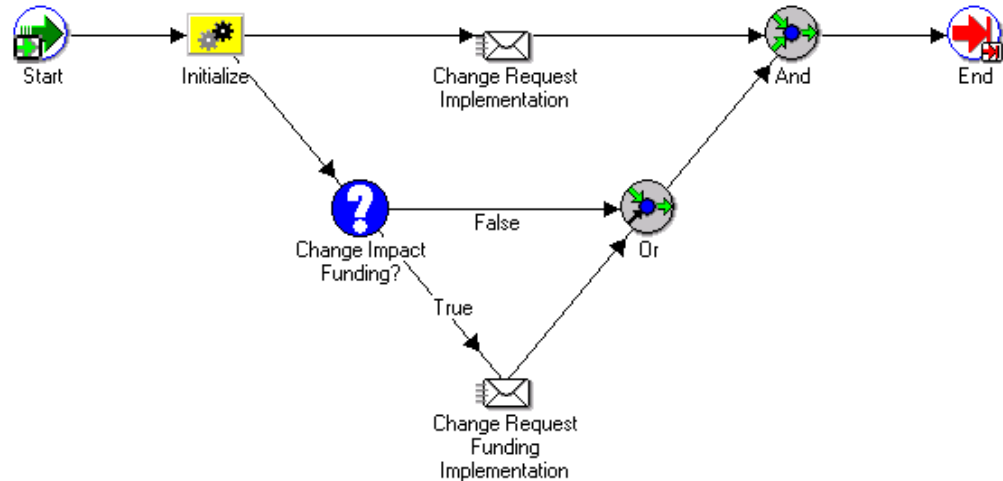 Start
Initialize
Change Request
Implementation
And
End
Change Impact
Funding?
False
Or
True
Change Request
Funding
Implementation